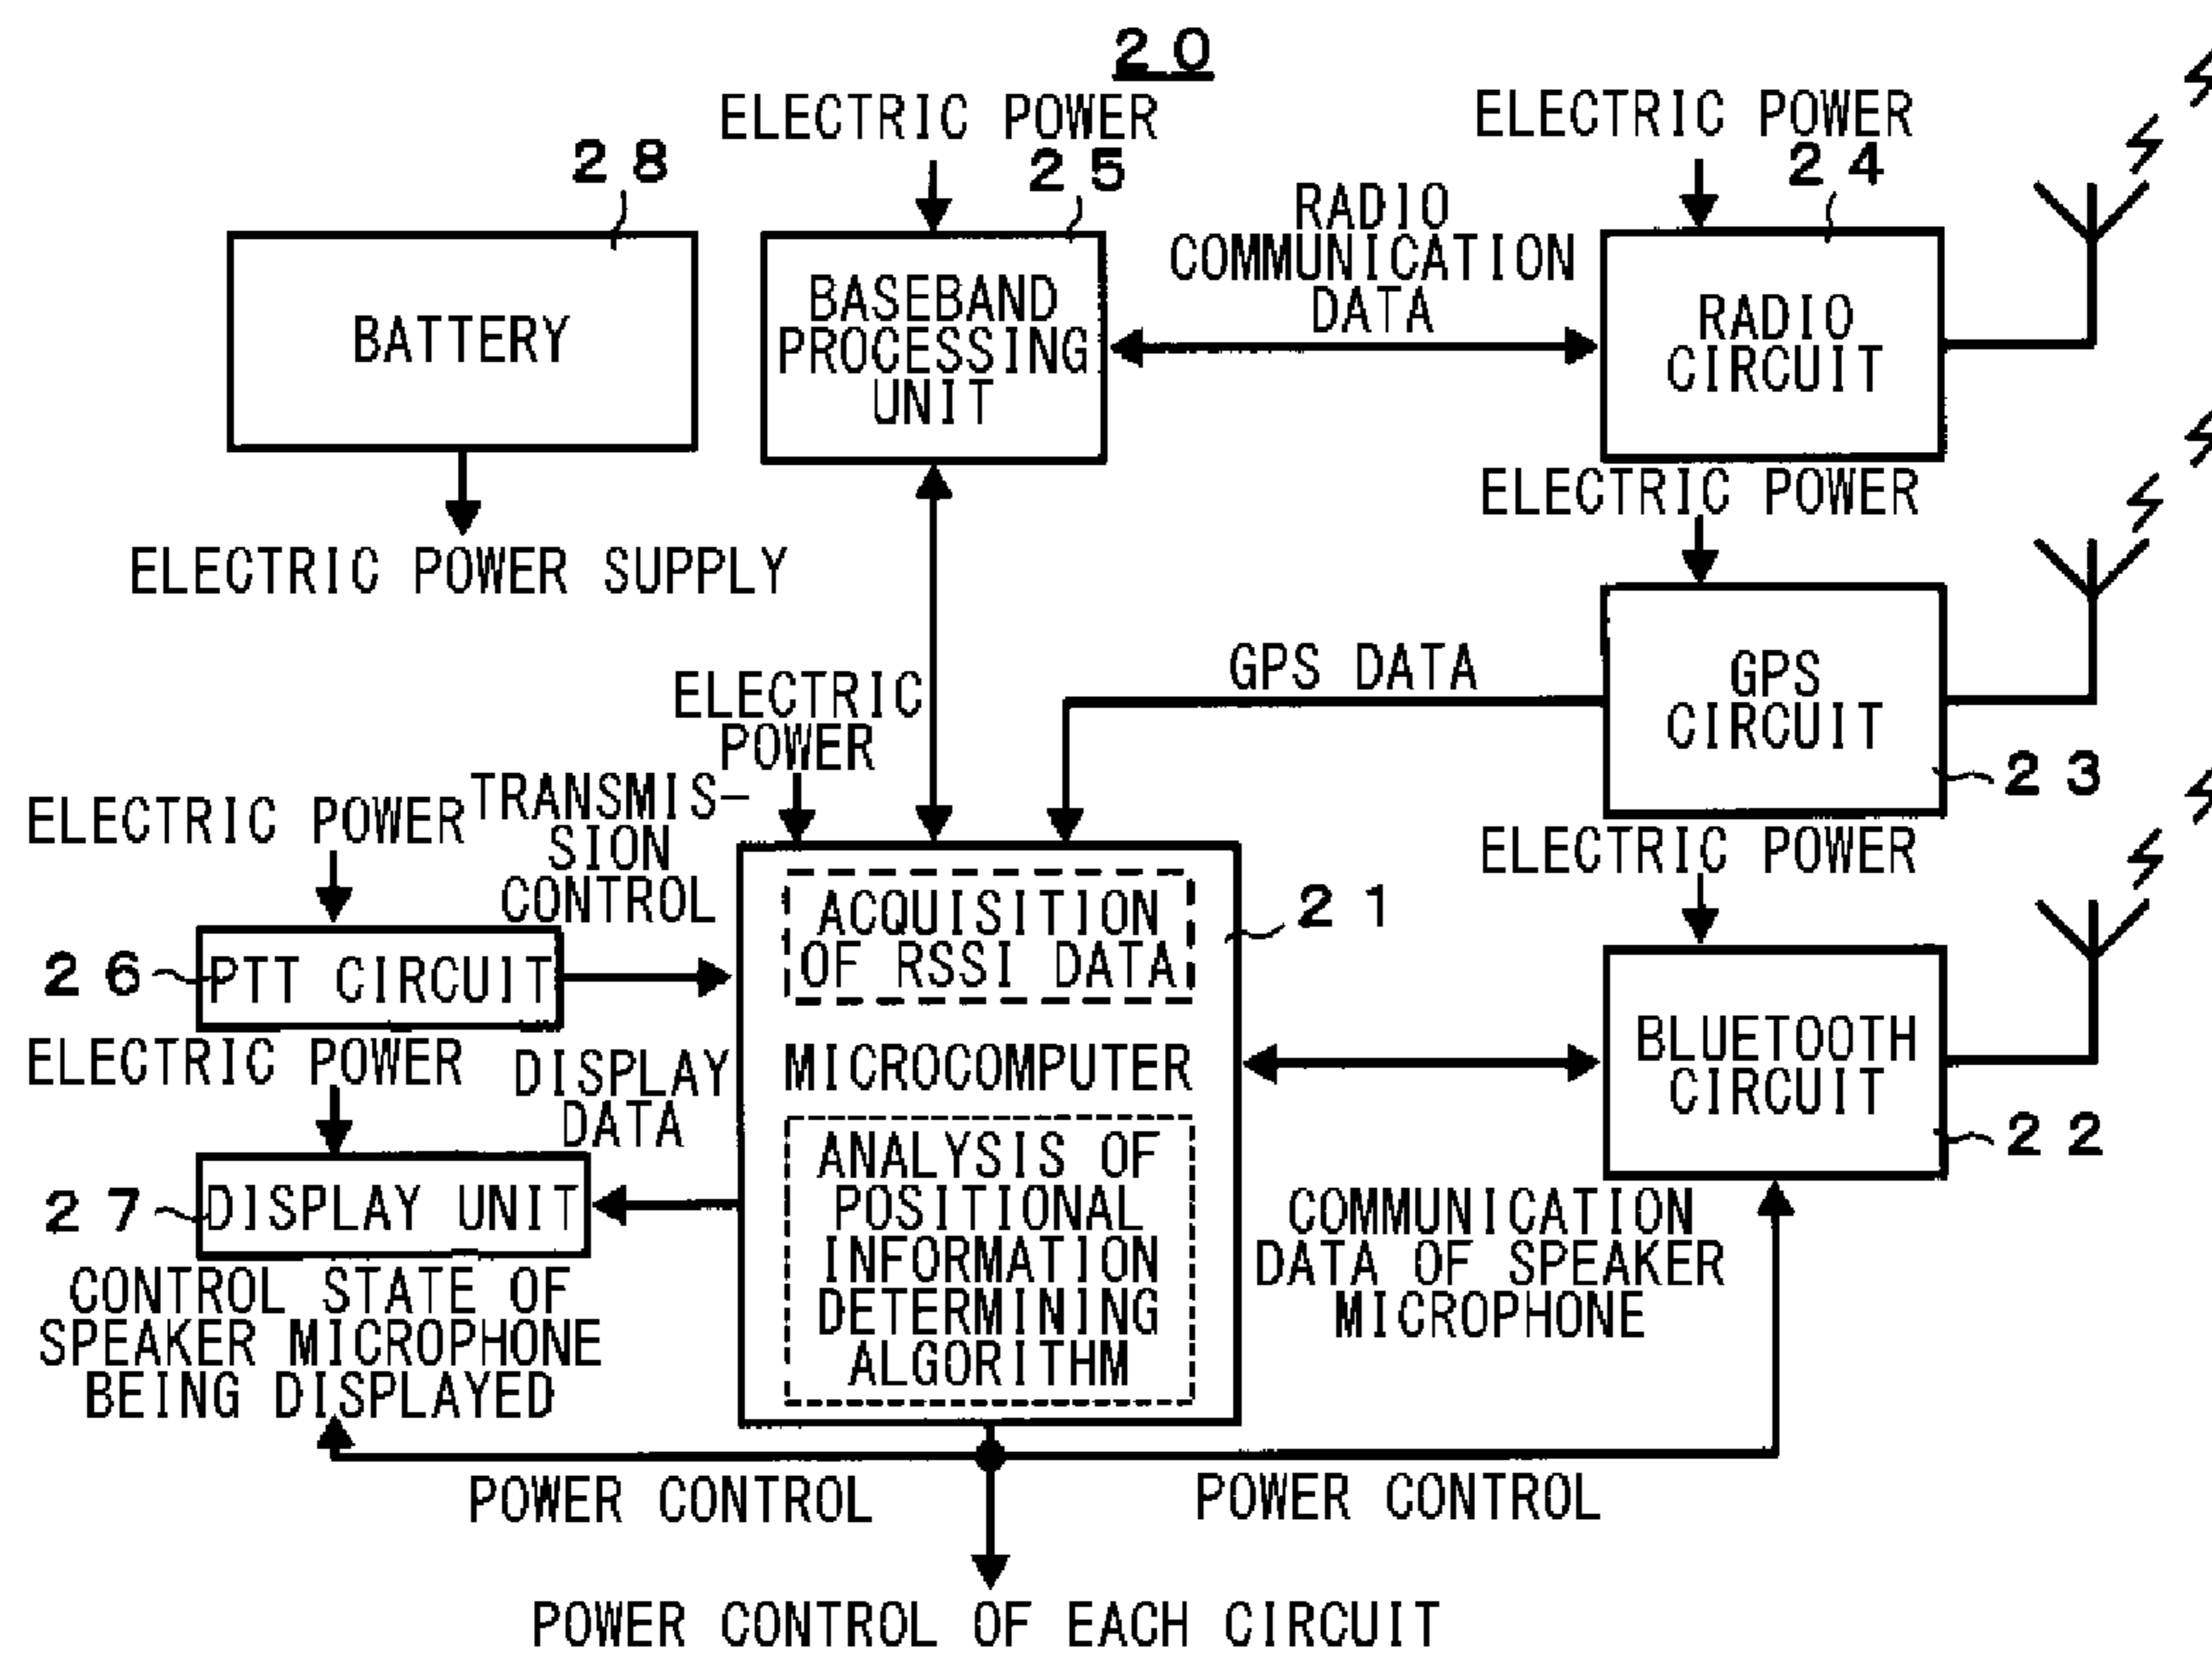 20
ELECTRIC POWER
25
ELECTRIC POWER
24
28
BATTERY
ELECTRIC POWER SUPPLY
BASEBAND
PROCESSING
UNIT
RADIO
COMMUNICATION
DATA
RADIO
CIRCUIT
ELECTRIC POWER
GPS DATA
GPS
CIRCUIT
23
ELECTRIC
POWER
ELECTRIC POWER
TRANSMIS-
SION
CONTROL
26
PTT CIRCUIT
ACQUISITION
OF RSSI DATA
21
MICROCOMPUTER
ANALYSIS OF
POSITIONAL
INFORMATION
DETERMINING
ALGORITHM
ELECTRIC POWER
BLUETOOTH
CIRCUIT
22
ELECTRIC POWER
DISPLAY
DATA
27
DISPLAY UNIT
CONTROL STATE OF
SPEAKER MICROPHONE
BEING DISPLAYED
COMMUNICATION
DATA OF SPEAKER
MICROPHONE
POWER CONTROL
POWER CONTROL
POWER CONTROL OF EACH CIRCUIT